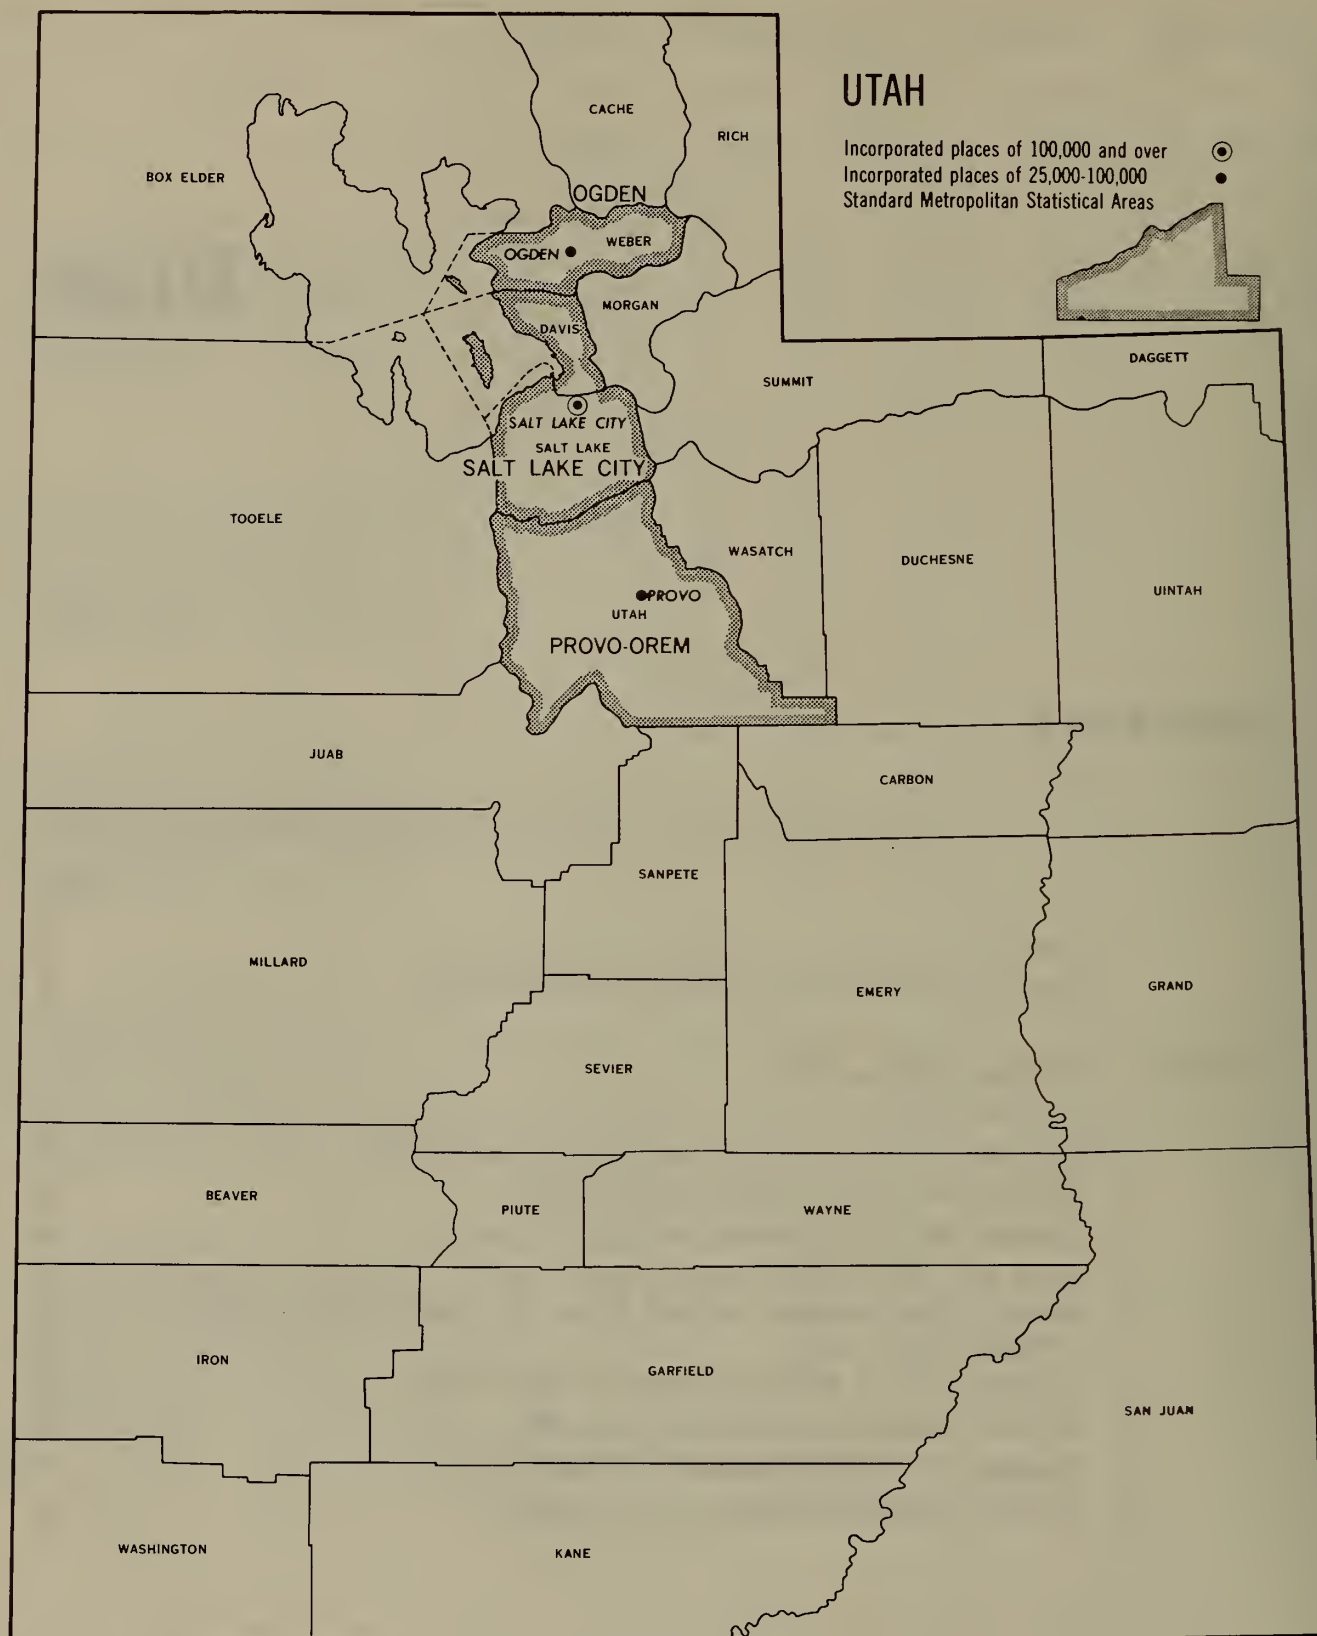 UTAH
Incorporated places of 100,000 and over
Incorporated places of 25,000-100,000
Standard Metropolitan Statistical Areas
CACHE
RICH
BOX ELDER
OGDEN
WEBER
OGDEN
MORGAN
DAVIS
DAGGETT
SUMMIT
SALT LAKE CITY
SALT LAKE
SALT LAKE CITY
TOOELE
WASATCH
DUCHESNE
UINTAH
PROVO
UTAH
PROVO-OREM
JUAB
CARBON
SANPETE
MILLARD
EMERY
GRAND
SEVIER
BEAVER
PIUTE
WAYNE
IRON
GARFIELD
SAN JUAN
WASHINGTON
KANE